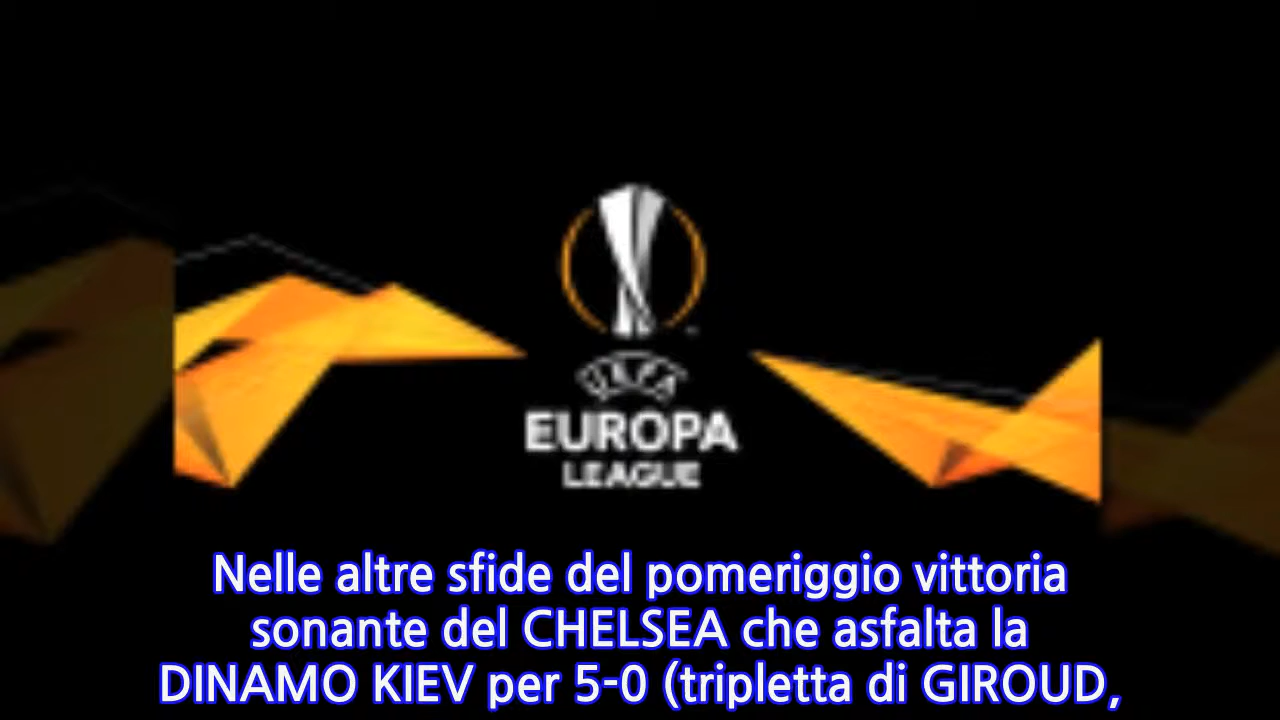 UEFA
EUROPA
LEAGUE
Nelle altre sfide del pomeriggio vittoria
sonante del CHELSEA che asfalta la
DINAMO KIEV per 5-0 (tripletta di GIROUD,